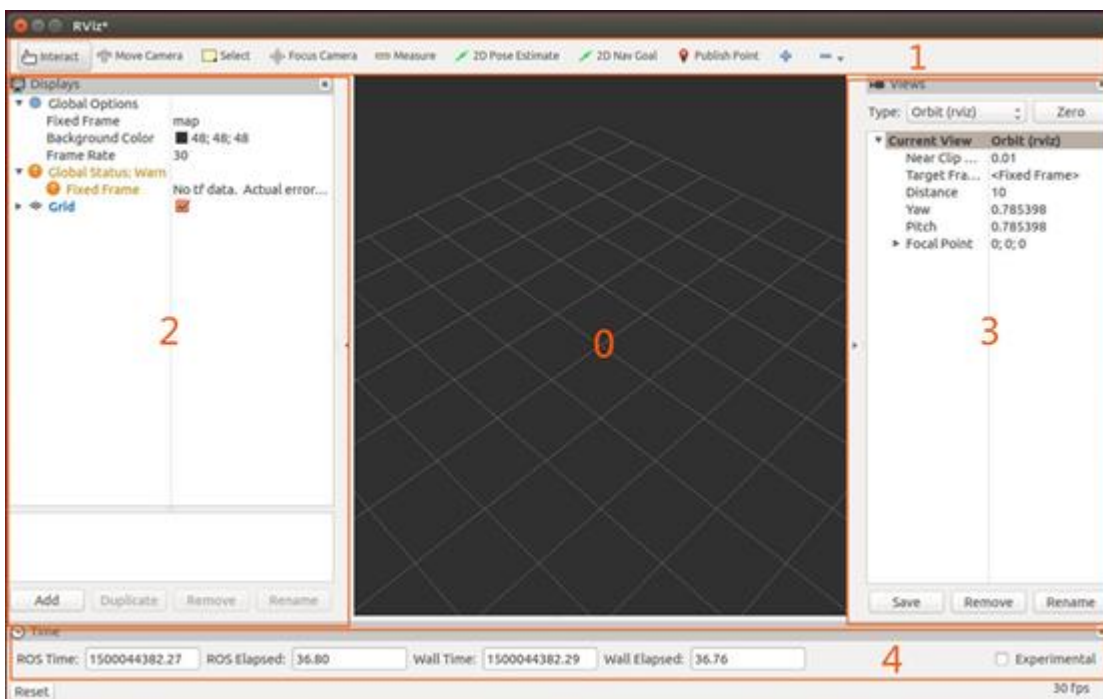 RViz*
Interact Move Camera Select Focus Camera Measure 2D Pose Estimate 2D Nav Goal Publish Point
1
Displays
Global Options
Fixed Frame map
Background Color 48; 48; 48
Frame Rate 30
Global Status: Warn
Fixed Frame No tf data. Actual error...
Grid
2
Add Duplicate Remove Rename
0
Views
Type: Orbit (rviz) Zero
Current View Orbit (rviz)
Near Clip ... 0.01
Target Fra... <Fixed Frame>
Distance 10
Yaw 0.785398
Pitch 0.785398
Focal Point 0; 0; 0
3
Save Remove Rename
Time
ROS Time: 1500044382.27 ROS Elapsed: 36.80 Wall Time: 1500044382.29 Wall Elapsed: 36.76 4 Experimental
Reset 30 fps